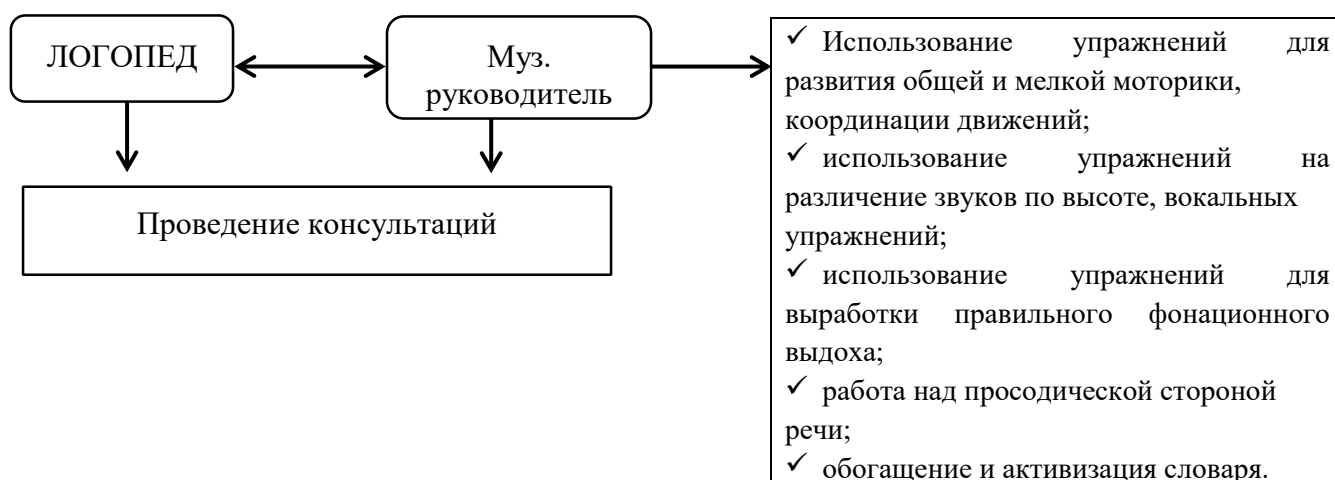 ЛОГОПЕД
Муз.
руководитель
Проведение консультаций
✓ Использование упражнений для
развития общей и мелкой моторики,
координации движений;
✓ использование упражнений на
различение звуков по высоте, вокальных
упражнений;
✓ использование упражнений для
выработки правильного фонационного
выдоха;
✓ работа над просодической стороной
речи;
✓ обогащение и активизация словаря.